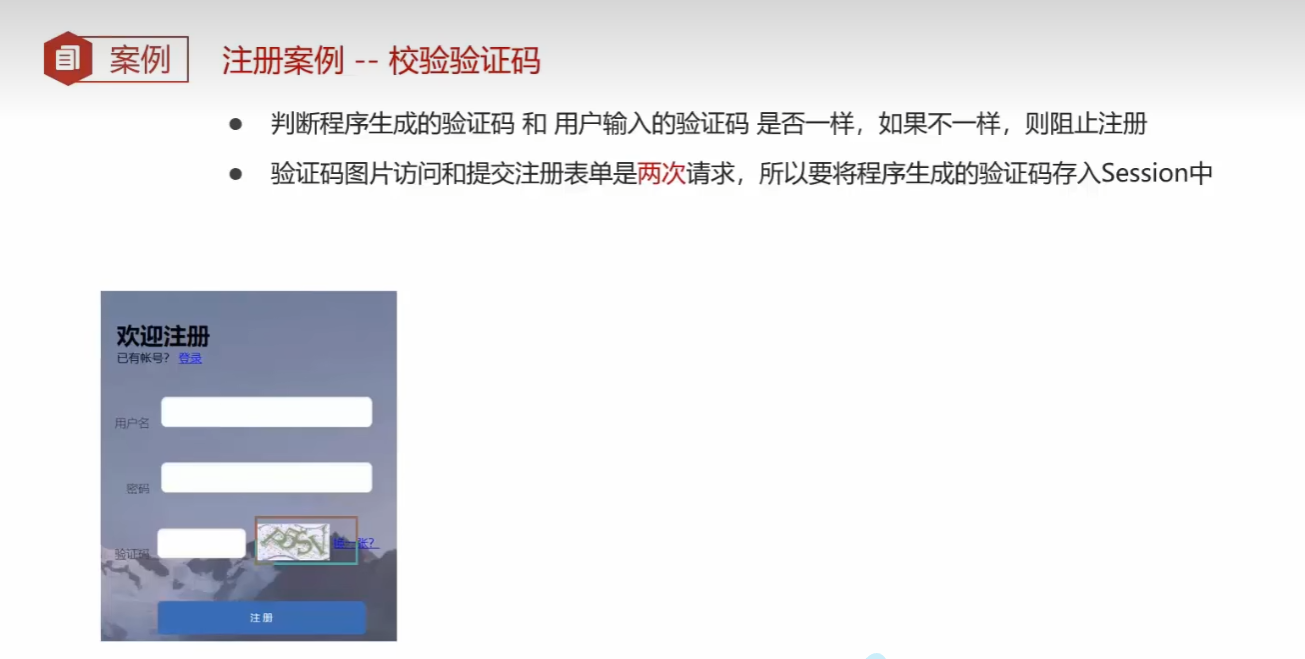 案例
注册案例 -- 校验验证码
● 判断程序生成的验证码 和 用户输入的验证码 是否一样，如果不一样，则阻止注册
● 验证码图片访问和提交注册表单是两次请求，所以要将程序生成的验证码存入Session中
欢迎注册
已有帐号？ 登录
用户名
密码
验证码
张？
注册